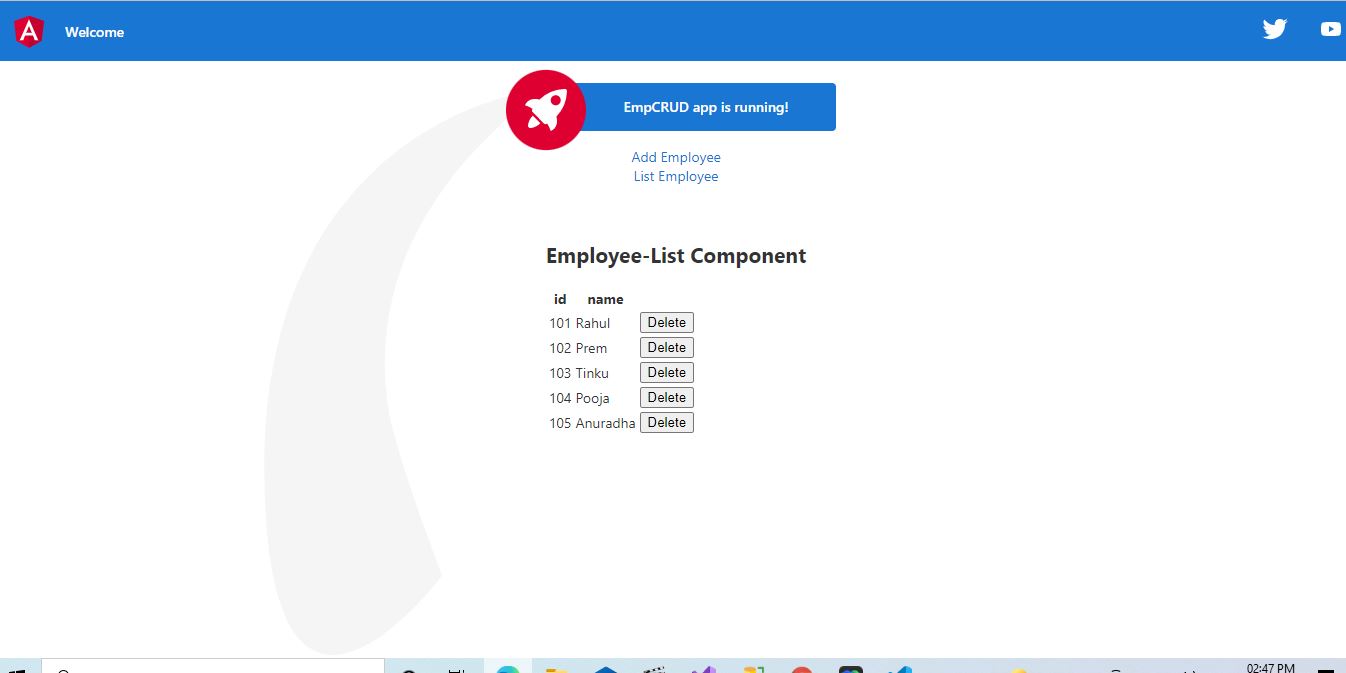 Welcome
EmpCRUD app is running!
Add Employee
List Employee
Employee-List Component
id name
101 Rahul Delete
102 Prem Delete
103 Tinku Delete
104 Pooja Delete
105 Anuradha Delete
02:47 PM